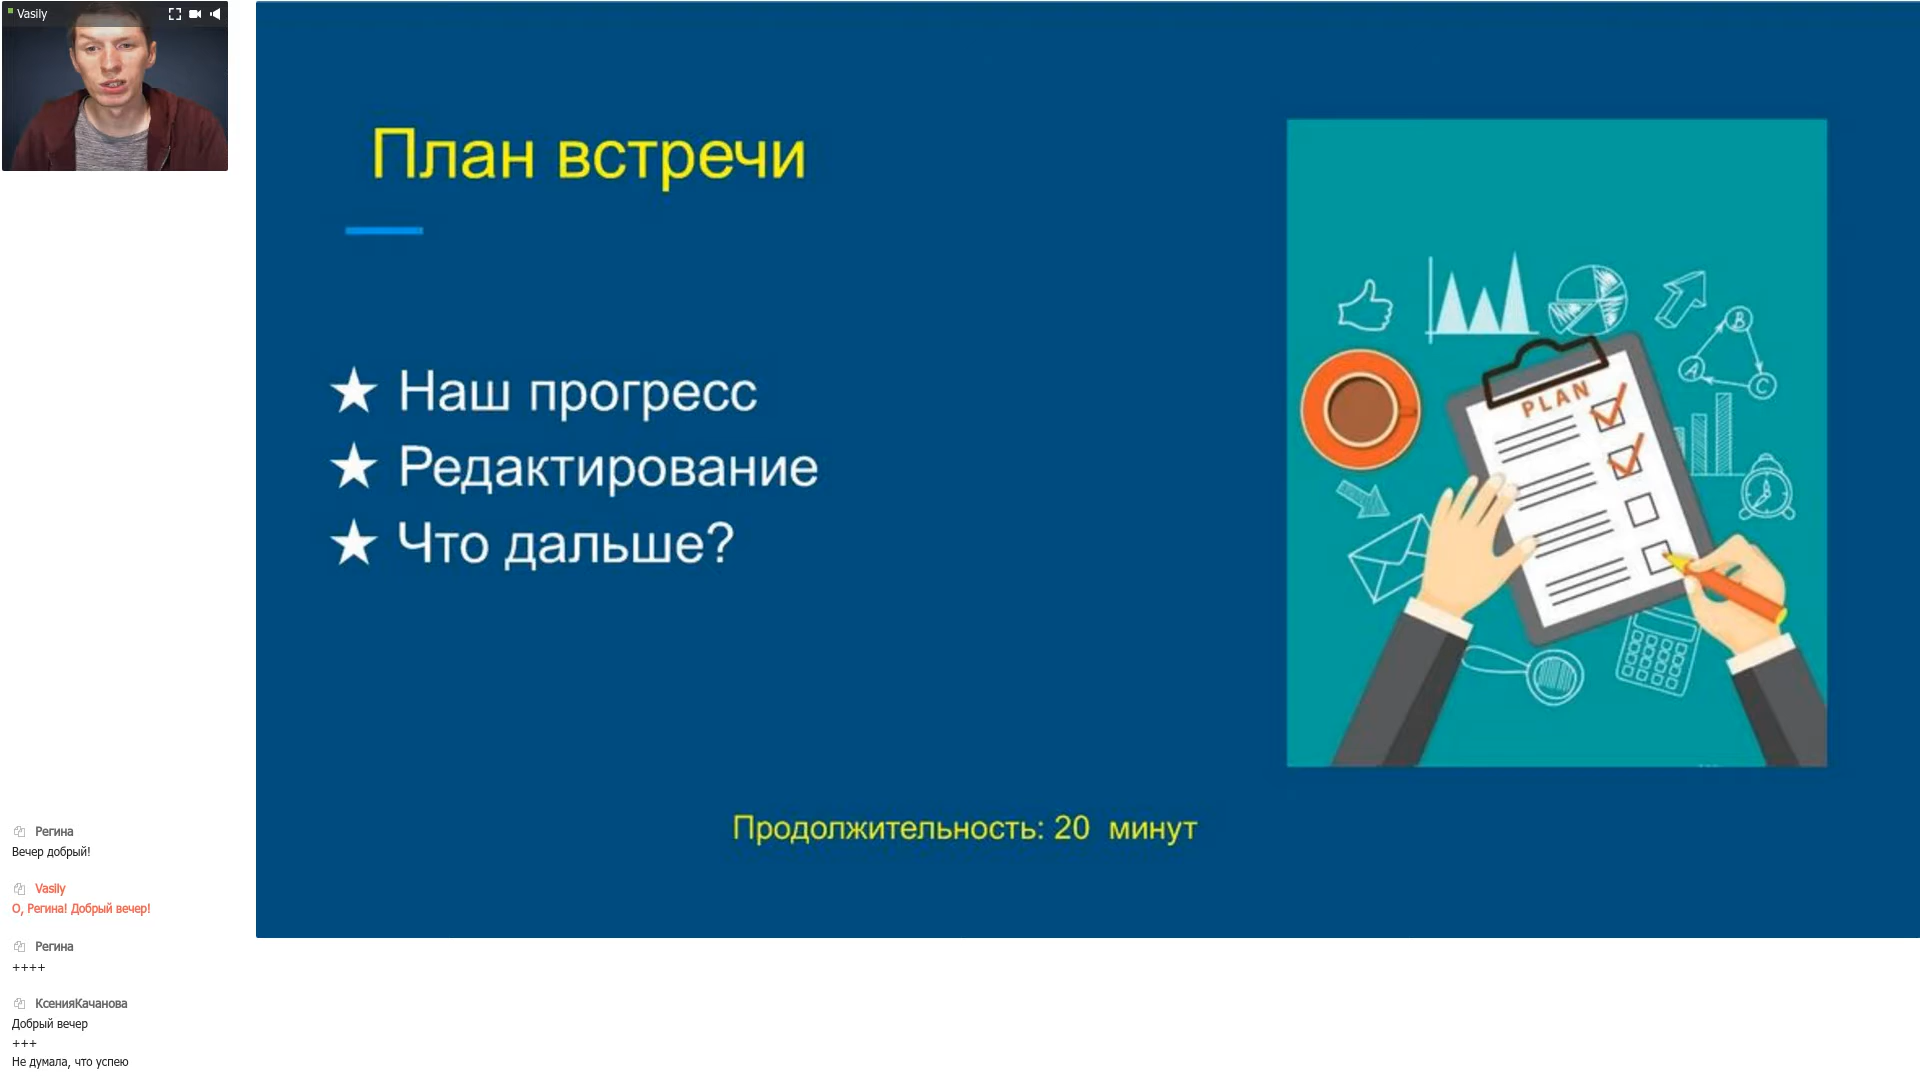 Vasily
План встречи
★ Наш прогресс
★ Редактирование
★ Что дальше?
PLAN
B
A
C
Продолжительность: 20 минут
Регина
Вечер добрый!
Vasily
О, Регина! Добрый вечер!
Регина
++++
КсенияКачанова
Добрый вечер
+++
Не думала, что успею